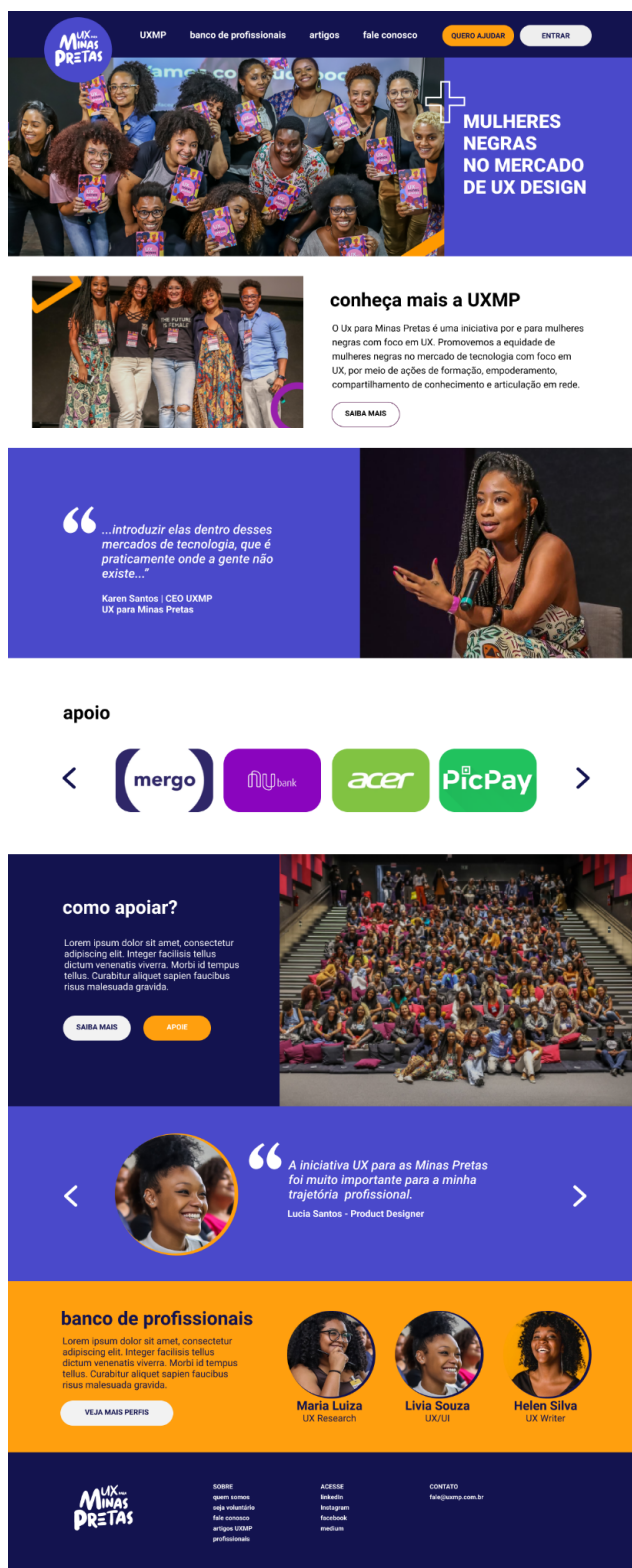 UX PARA
MINAS
PRETAS
UXMP
banco de profissionais
artigos
fale conosco
QUERO AJUDAR
ENTRAR
MULHERES
NEGRAS
NO MERCADO
DE UX DESIGN
THE FUTURE
IS FEMALE
conheça mais a UXMP
O Ux para Minas Pretas é uma iniciativa por e para mulheres
negras com foco em UX. Promovemos a equidade de
mulheres negras no mercado de tecnologia com foco em
UX, por meio de ações de formação, empoderamento,
compartilhamento de conhecimento e articulação em rede.
SAIBA MAIS
“
...introduzir elas dentro desses
mercados de tecnologia, que é
praticamente onde a gente não
existe...”
Karen Santos | CEO UXMP
UX para Minas Pretas
apoio
mergo
nu bank
acer
PicPay
como apoiar?
Lorem ipsum dolor sit amet, consectetur
adipiscing elit. Integer facilisis tellus
dictum venenatis viverra. Morbi id tempus
tellus. Curabitur aliquet sapien faucibus
risus malesuada gravida.
SAIBA MAIS
APOIE
“
A iniciativa UX para as Minas Pretas
foi muito importante para a minha
trajetória profissional.
Lucia Santos - Product Designer
banco de profissionais
Lorem ipsum dolor sit amet, consectetur
adipiscing elit. Integer facilisis tellus
dictum venenatis viverra. Morbi id tempus
tellus. Curabitur aliquet sapien faucibus
risus malesuada gravida.
VEJA MAIS PERFIS
Maria Luiza
UX Research
Livia Souza
UX/UI
Helen Silva
UX Writer
UX PARA
MINAS
PRETAS
SOBRE
quem somos
seja voluntário
fale conosco
artigos UXMP
profissionais
ACESSE
linkedin
Instagram
facebook
medium
CONTATO
fale@uxmp.com.br